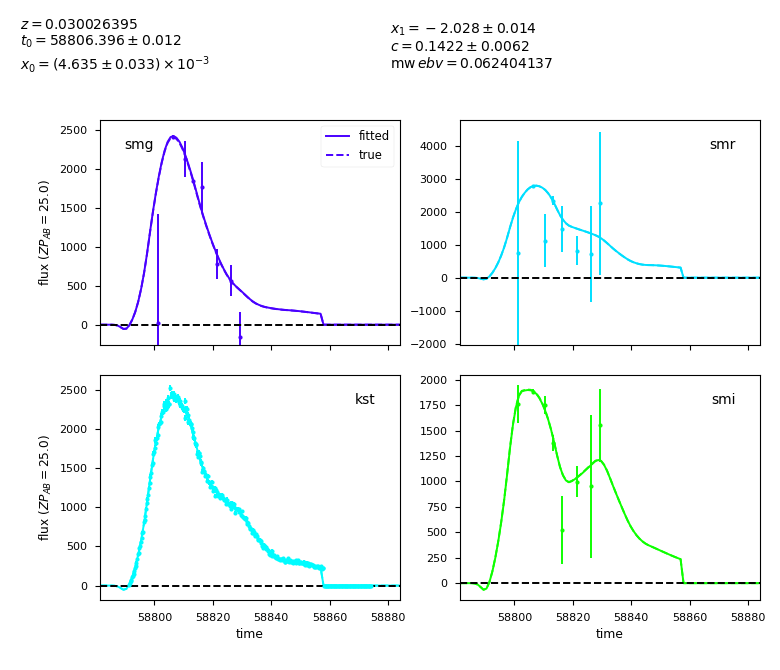 z = 0.030026395
t0 = 58806.396 ± 0.012
x0 = (4.635 ± 0.033) × 10^−3
x1 = −2.028 ± 0.014
c = 0.1422 ± 0.0062
mw ebv = 0.062404137
2500
2000
1500
1000
500
0
flux (ZP_AB = 25.0)
smg
fitted
true
4000
3000
2000
1000
0
−1000
−2000
smr
2500
2000
1500
1000
500
0
flux (ZP_AB = 25.0)
kst
58800
58820
58840
58860
58880
time
2000
1750
1500
1250
1000
750
500
250
0
smi
58800
58820
58840
58860
58880
time